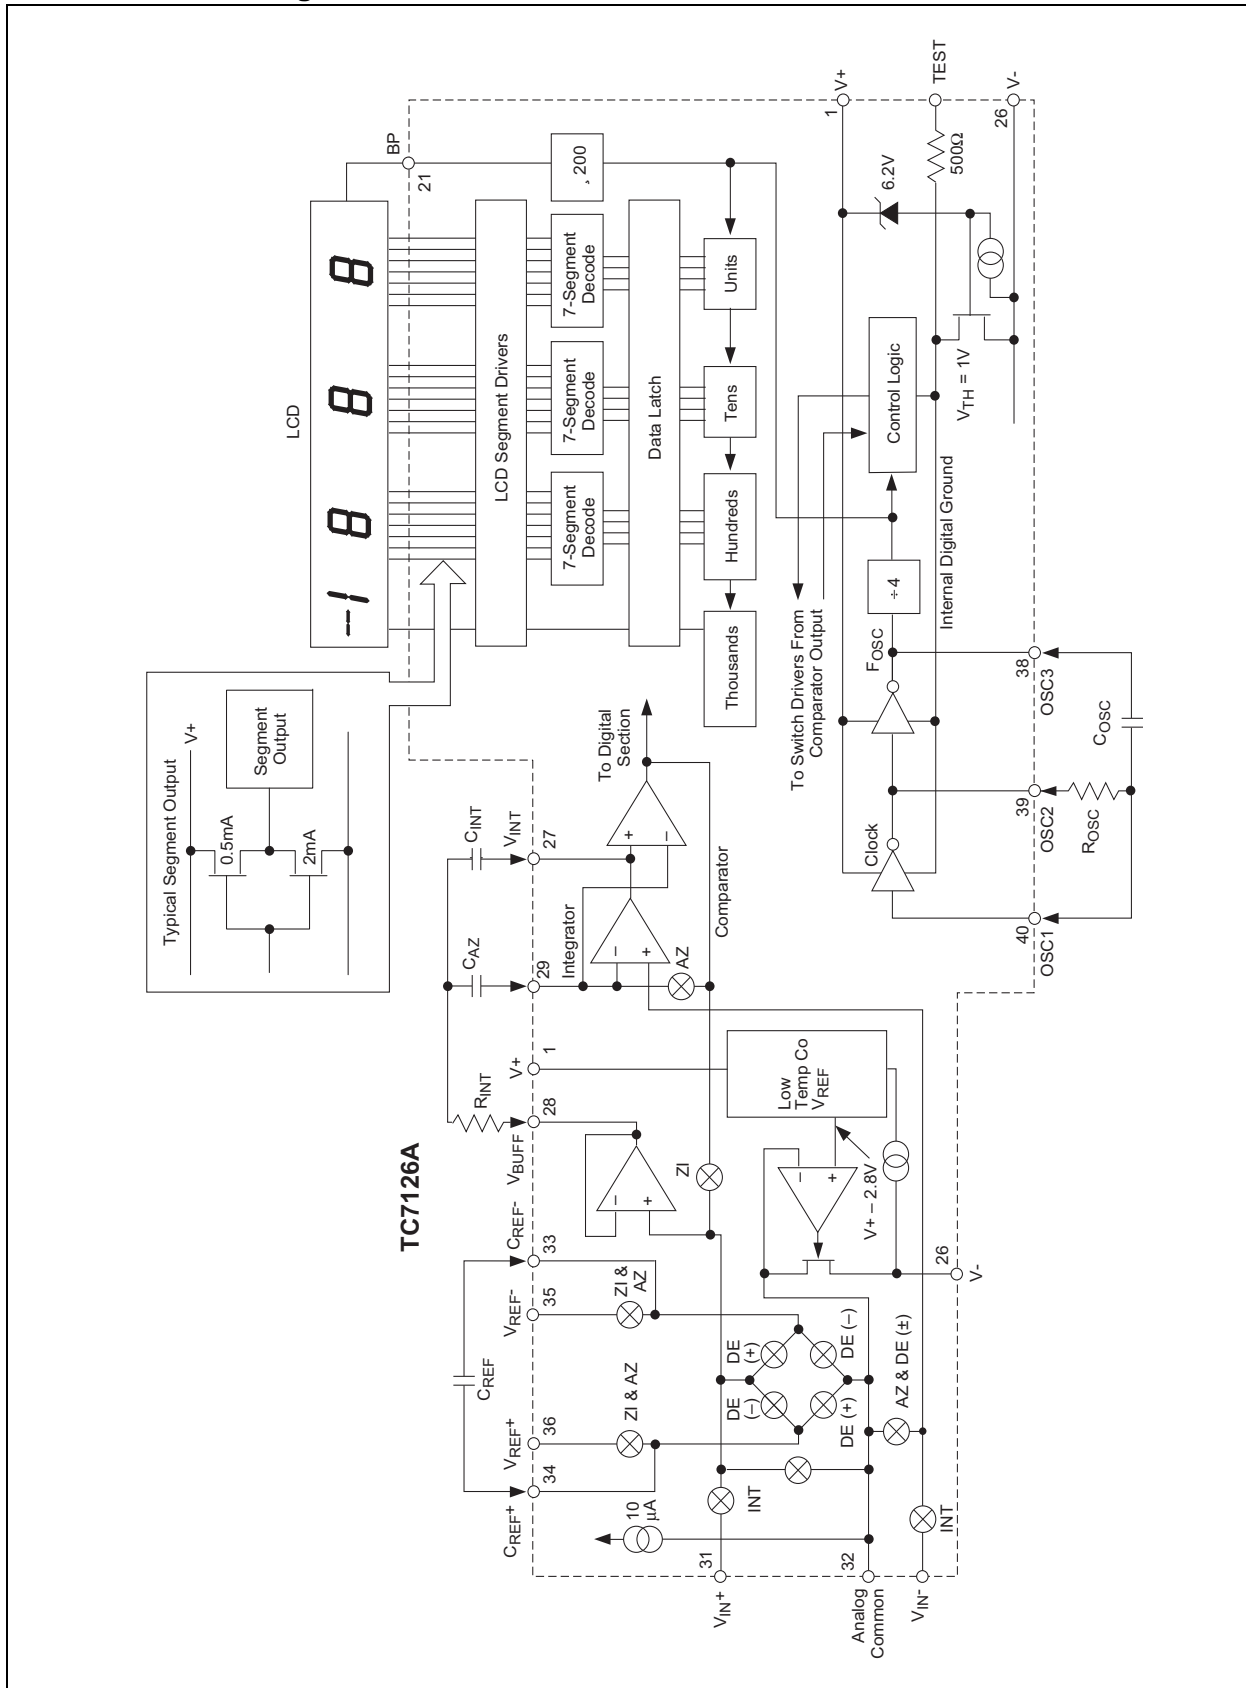 TC7126A
Typical Segment Output
V+
0.5mA
2mA
Segment
Output
LCD
BP
21
LCD Segment Drivers
7-Segment
Decode
7-Segment
Decode
7-Segment
Decode
¸ 200
Data Latch
Thousands
Hundreds
Tens
Units
CREF
RINT
CAZ
CINT
CREF+
34
VREF+
36
VREF-
35
CREF-
33
VBUFF
28
V+
1
29
VINT
27
Integrator
To Digital
Section
10
µA
ZI & AZ
ZI &
AZ
ZI
AZ
Comparator
VIN+
31
INT
DE
(–)
DE
(+)
DE (+)
DE (–)
Low
Temp Co
VREF
V+ – 2.8V
Analog
Common
32
AZ & DE (±)
VIN-
INT
26
V-
To Switch Drivers From
Comparator Output
Clock
FOSC
÷ 4
Control Logic
Internal Digital Ground
VTH = 1V
6.2V
500Ω
1
V+
TEST
26
V-
40
OSC1
39
OSC2
38
OSC3
ROSC
COSC